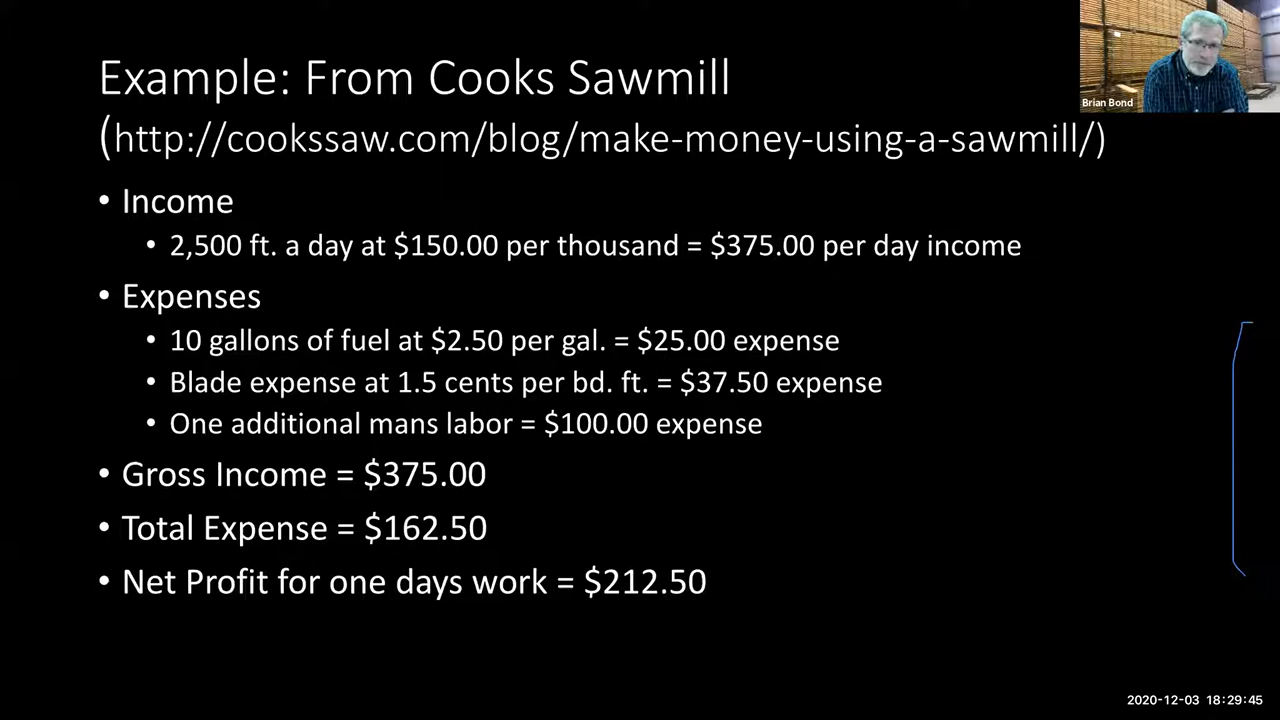 Example: From Cooks Sawmill
(http://cookssaw.com/blog/make-money-using-a-sawmill/)
Brian Bond
• Income
• 2,500 ft. a day at $150.00 per thousand = $375.00 per day income
• Expenses
• 10 gallons of fuel at $2.50 per gal. = $25.00 expense
• Blade expense at 1.5 cents per bd. ft. = $37.50 expense
• One additional mans labor = $100.00 expense
• Gross Income = $375.00
• Total Expense = $162.50
• Net Profit for one days work = $212.50
2020-12-03 18:29:45